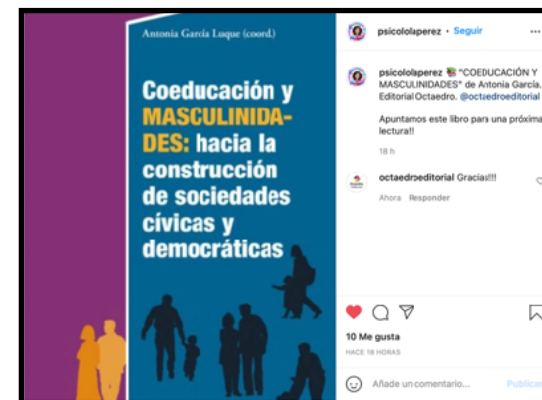 Antonia García Luque (coord.)
Coeducación y
MASCULINIDA-
DES: hacia la
construcción
de sociedades
cívicas y
democráticas
psicololaperez • Seguir
psicololaperez 📚 "COEDUCACIÓN Y
MASCULINIDADES" de Antonia García.
Editorial Octaedro. @octaedroeditorial
Apuntamos este libro para una próxima
lectura!!
18 h
octaedroeditorial Gracias!!!
Ahora Responder
10 Me gusta
HACE 18 HORAS
Añade un comentario... Publicar